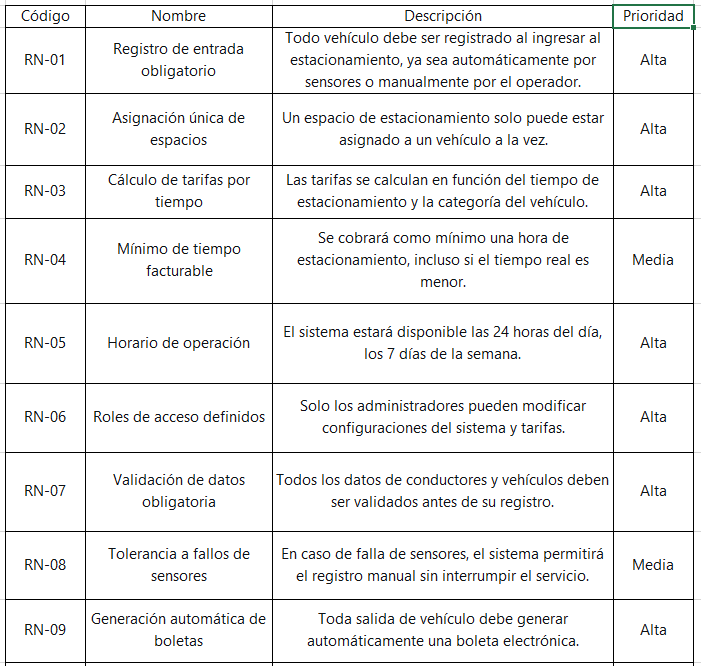 Código Nombre Descripción Prioridad
RN-01 Registro de entrada obligatorio Todo vehículo debe ser registrado al ingresar al estacionamiento, ya sea automáticamente por sensores o manualmente por el operador. Alta
RN-02 Asignación única de espacios Un espacio de estacionamiento solo puede estar asignado a un vehículo a la vez. Alta
RN-03 Cálculo de tarifas por tiempo Las tarifas se calculan en función del tiempo de estacionamiento y la categoría del vehículo. Alta
RN-04 Mínimo de tiempo facturable Se cobrará como mínimo una hora de estacionamiento, incluso si el tiempo real es menor. Media
RN-05 Horario de operación El sistema estará disponible las 24 horas del día, los 7 días de la semana. Alta
RN-06 Roles de acceso definidos Solo los administradores pueden modificar configuraciones del sistema y tarifas. Alta
RN-07 Validación de datos obligatoria Todos los datos de conductores y vehículos deben ser validados antes de su registro. Alta
RN-08 Tolerancia a fallos de sensores En caso de falla de sensores, el sistema permitirá el registro manual sin interrumpir el servicio. Media
RN-09 Generación automática de boletas Toda salida de vehículo debe generar automáticamente una boleta electrónica. Alta